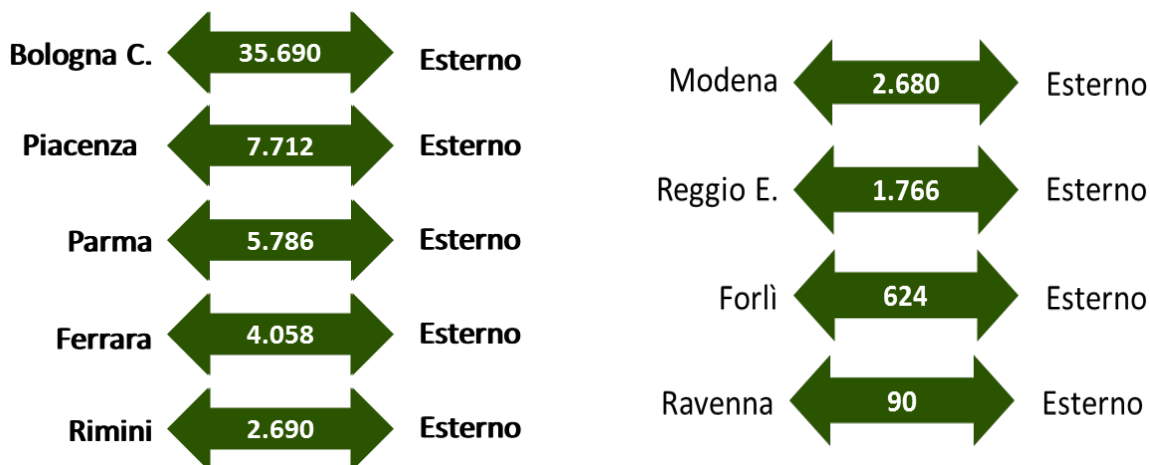 Bologna C. 35.690 Esterno
Piacenza 7.712 Esterno
Parma 5.786 Esterno
Ferrara 4.058 Esterno
Rimini 2.690 Esterno
Modena 2.680 Esterno
Reggio E. 1.766 Esterno
Forlì 624 Esterno
Ravenna 90 Esterno